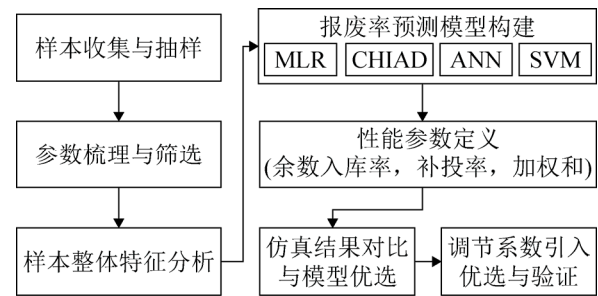 样本收集与抽样
参数梳理与筛选
样本整体特征分析
报废率预测模型构建
MLR CHIAD ANN SVM
性能参数定义
(余数入库率，补投率，加权和)
仿真结果对比
与模型优选
调节系数引入
优选与验证